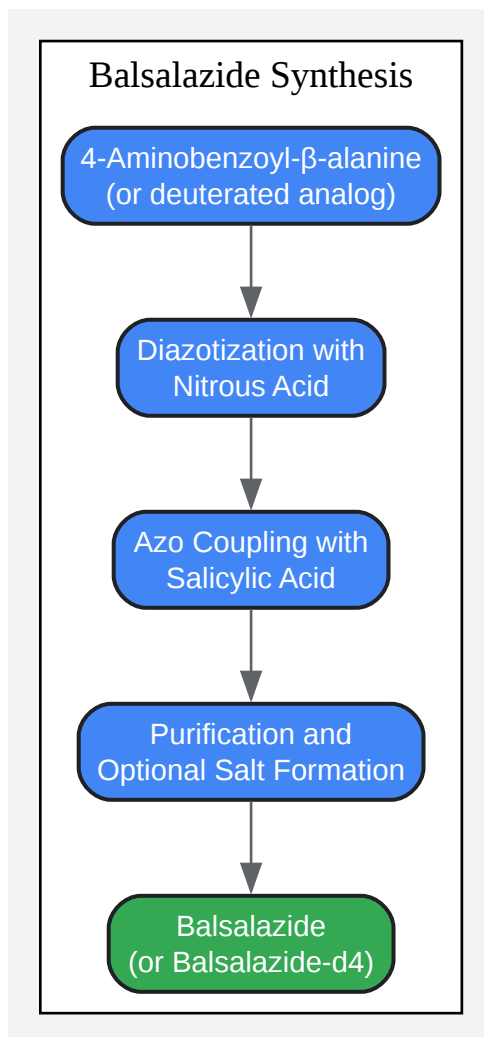 Balsalazide Synthesis
4-Aminobenzoyl-β-alanine
(or deuterated analog)
Diazotization with
Nitrous Acid
Azo Coupling with
Salicylic Acid
Purification and
Optional Salt Formation
Balsalazide
(or Balsalazide-d4)